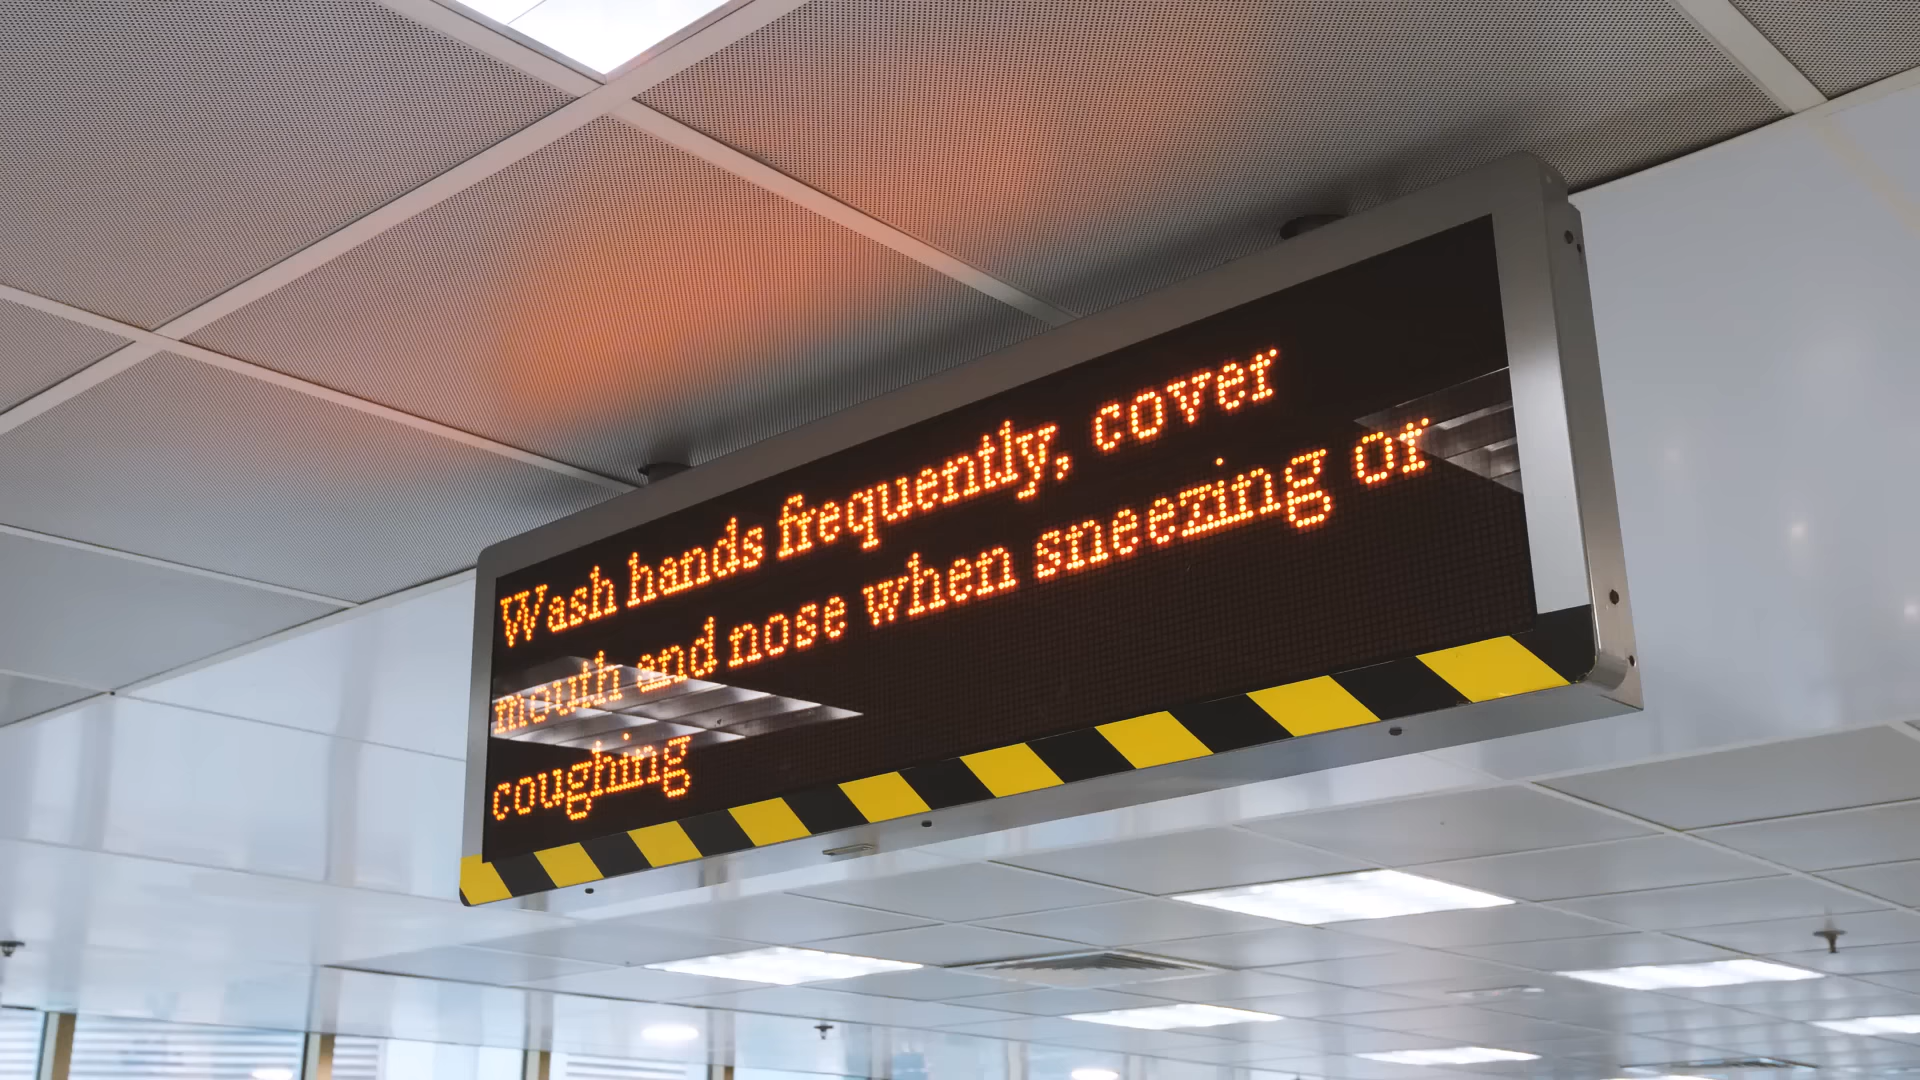 Wash hands frequently, cover
mouth and nose when sneezing or
coughing